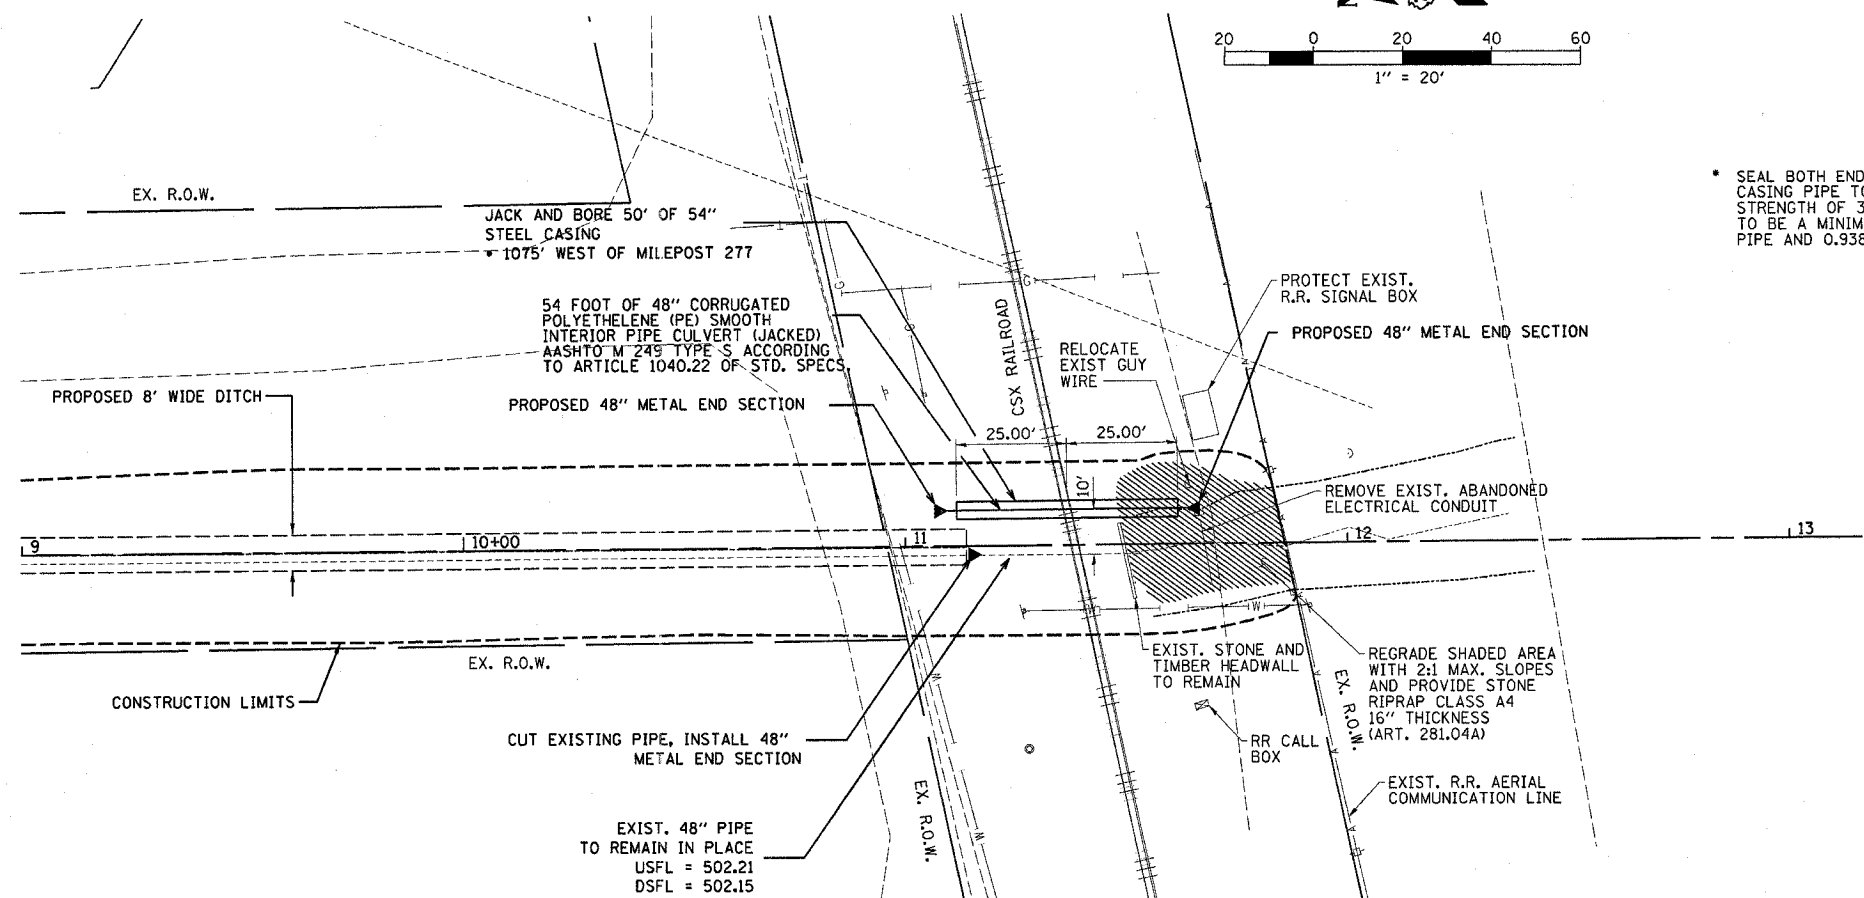 20 0 20 40 60
1" = 20'
* SEAL BOTH END
CASING PIPE TO
STRENGTH OF 3
TO BE A MINIM
PIPE AND 0.938
EX. R.O.W.
JACK AND BORE 50' OF 54"
STEEL CASING
* 1075' WEST OF MILEPOST 277
54 FOOT OF 48" CORRUGATED
POLYETHELENE (PE) SMOOTH
INTERIOR PIPE CULVERT (JACKED)
AASHTO M 249 TYPE S ACCORDING
TO ARTICLE 1040.22 OF STD. SPECS.
PROPOSED 8' WIDE DITCH
PROPOSED 48" METAL END SECTION
CSX RAILROAD
RELOCATE
EXIST GUY
WIRE
PROTECT EXIST.
R.R. SIGNAL BOX
PROPOSED 48" METAL END SECTION
25.00' 25.00'
10'
REMOVE EXIST. ABANDONED
ELECTRICAL CONDUIT
9 10+00 11 12 13
G
G
W
W
W
EX. R.O.W.
CONSTRUCTION LIMITS
EXIST. STONE AND
TIMBER HEADWALL
TO REMAIN
REGRADE SHADED AREA
WITH 2:1 MAX. SLOPES
AND PROVIDE STONE
RIPRAP CLASS A4
16" THICKNESS
(ART. 281.04A)
EX. R.O.W.
CUT EXISTING PIPE, INSTALL 48"
METAL END SECTION
RR CALL
BOX
EX. R.O.W.
EXIST. R.R. AERIAL
COMMUNICATION LINE
EXIST. 48" PIPE
TO REMAIN IN PLACE
USFL = 502.21
DSFL = 502.15